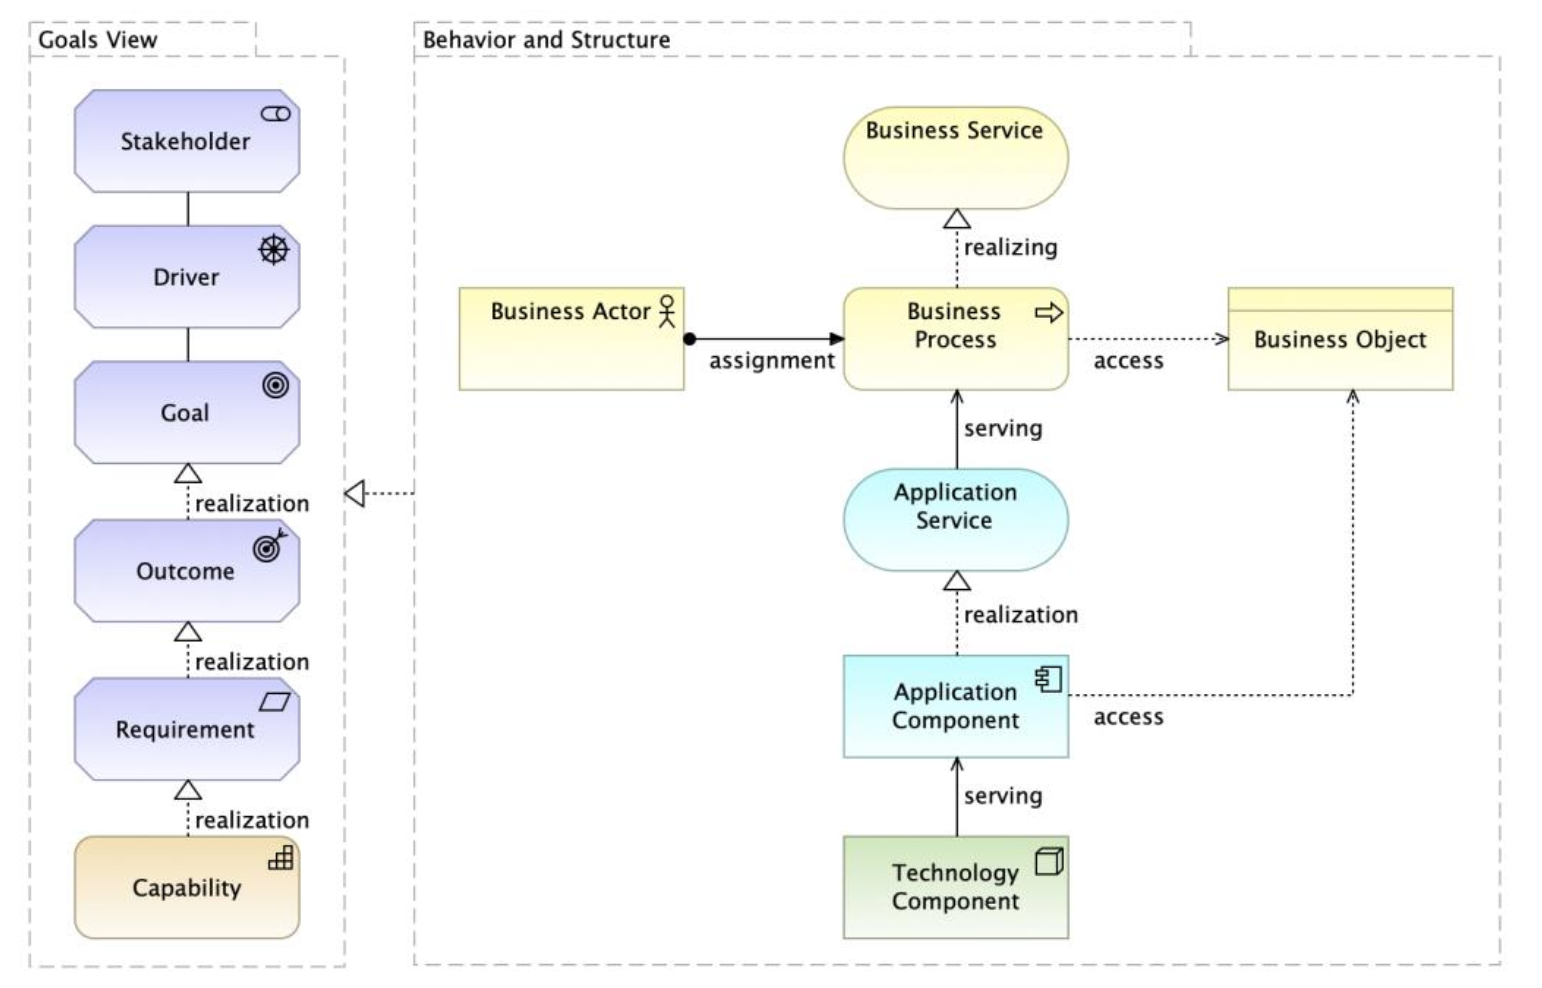 Goals View
Stakeholder
Driver
Goal
realization
Outcome
realization
Requirement
realization
Capability
Behavior and Structure
Business Service
realizing
Business Actor
assignment
Business
Process
access
Business Object
serving
Application
Service
realization
Application
Component
access
serving
Technology
Component